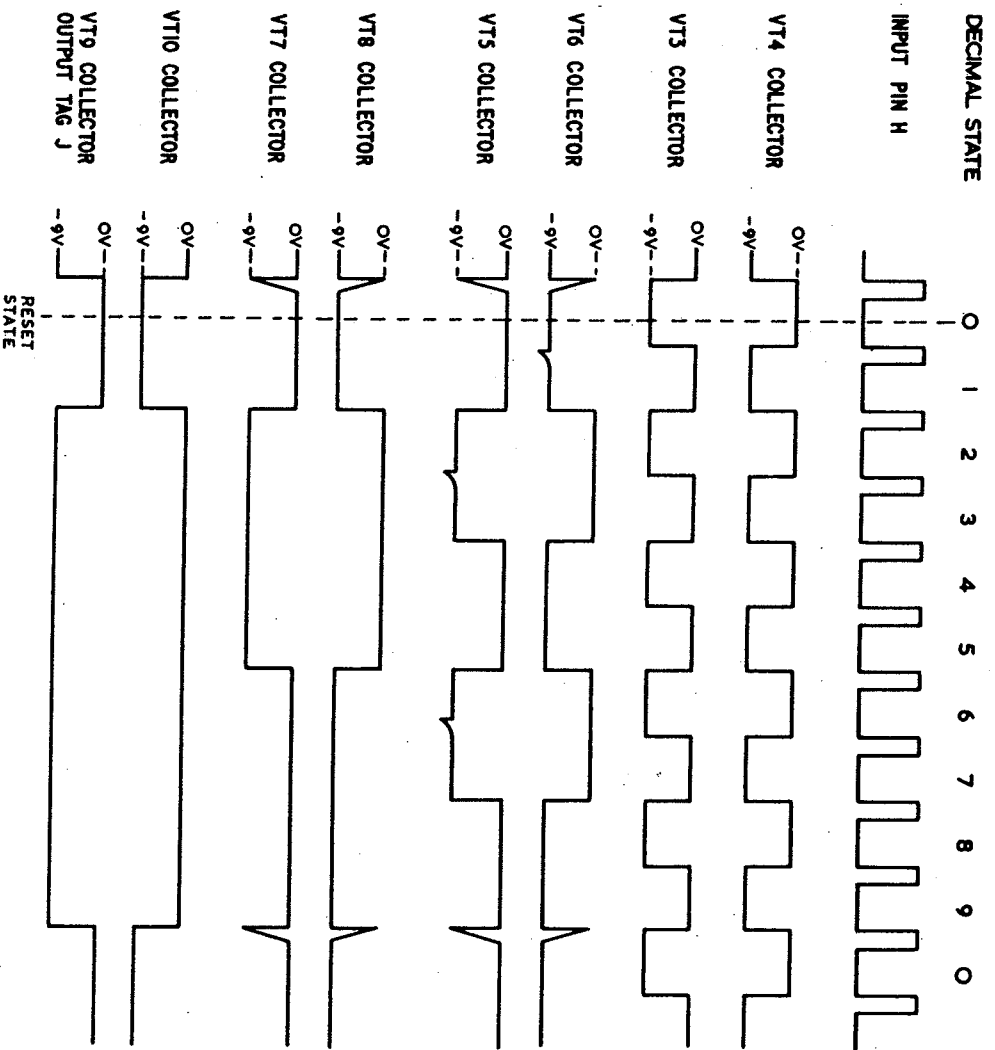 DECIMAL STATE 0 1 2 3 4 5 6 7 8 9 0
INPUT PIN H
VT4 COLLECTOR
0V
-9V
VT3 COLLECTOR
0V
-9V
VT6 COLLECTOR
0V
-9V
VT5 COLLECTOR
0V
-9V
VT8 COLLECTOR
0V
-9V
VT7 COLLECTOR
0V
-9V
VT10 COLLECTOR
0V
-9V
VT9 COLLECTOR
OUTPUT TAG J
0V
-9V
RESET
STATE